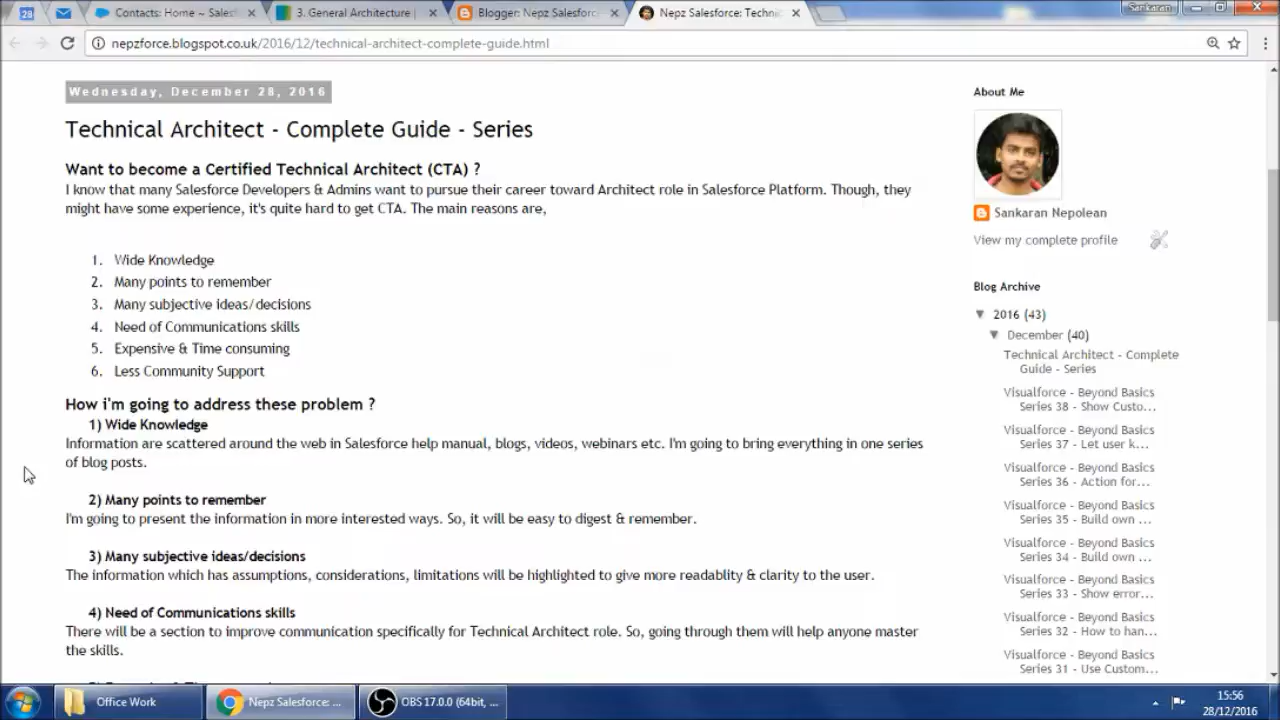 28
Contacts: Home ~ Sales
3. General Architecture |
Blogger: Nepz Salesforc
Nepz Salesforce: Techni
Sankaran
nepzforce.blogspot.co.uk/2016/12/technical-architect-complete-guide.html
Wednesday, December 28, 2016
Technical Architect - Complete Guide - Series
Want to become a Certified Technical Architect (CTA) ?
I know that many Salesforce Developers & Admins want to pursue their career toward Architect role in Salesforce Platform. Though, they
might have some experience, it's quite hard to get CTA. The main reasons are,
1. Wide Knowledge
2. Many points to remember
3. Many subjective ideas/decisions
4. Need of Communications skills
5. Expensive & Time consuming
6. Less Community Support
How i'm going to address these problem ?
1) Wide Knowledge
Information are scattered around the web in Salesforce help manual, blogs, videos, webinars etc. I'm going to bring everything in one series
of blog posts.
2) Many points to remember
I'm going to present the information in more interested ways. So, it will be easy to digest & remember.
3) Many subjective ideas/decisions
The information which has assumptions, considerations, limitations will be highlighted to give more readablity & clarity to the user.
4) Need of Communications skills
There will be a section to improve communication specifically for Technical Architect role. So, going through them will help anyone master
the skills.
About Me
Sankaran Nepolean
View my complete profile
Blog Archive
▼ 2016 (43)
▼ December (40)
Technical Architect - Complete
Guide - Series
Visualforce - Beyond Basics
Series 38 - Show Custo...
Visualforce - Beyond Basics
Series 37 - Let user k...
Visualforce - Beyond Basics
Series 36 - Action for...
Visualforce - Beyond Basics
Series 35 - Build own ...
Visualforce - Beyond Basics
Series 34 - Build own ...
Visualforce - Beyond Basics
Series 33 - Show error...
Visualforce - Beyond Basics
Series 32 - How to han...
Visualforce - Beyond Basics
Series 31 - Use Custom...
Office Work
Nepz Salesforce: ...
OBS 17.0.0 (64bit, ...
15:56
28/12/2016